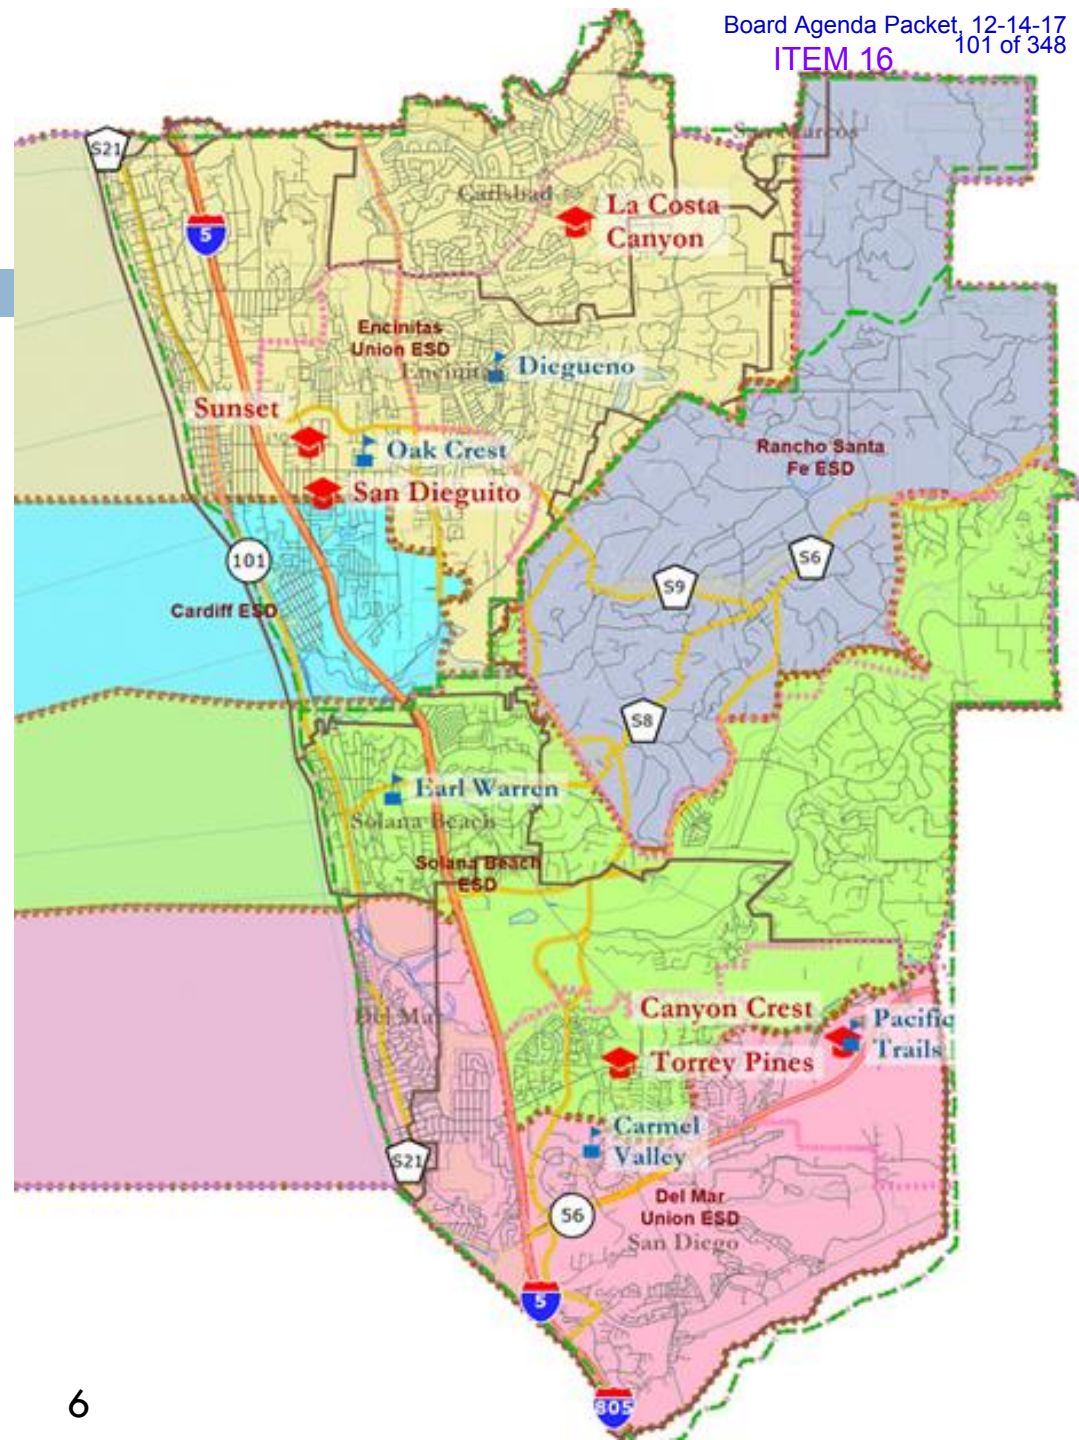 Board Agenda Packet, 12-14-17
101 of 348
ITEM 16
San Marcos
S21
Carlsbad
La Costa
Canyon
5
Encinitas
Union ESD
Encinitas
Diegueno
Sunset
Oak Crest
San Dieguito
Rancho Santa
Fe ESD
101
S6
S9
Cardiff ESD
S8
Earl Warren
Solana Beach
Solana Beach
ESD
Canyon Crest
Pacific
Trails
Del Mar
Torrey Pines
Carmel
Valley
S21
Del Mar
Union ESD
56
San Diego
5
805
6